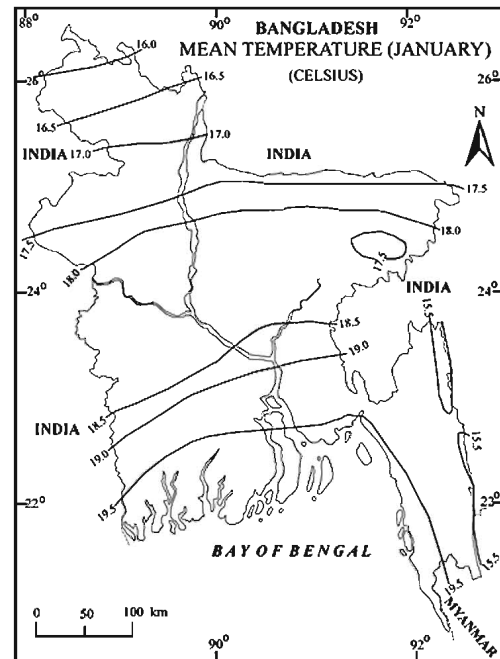 88 90° 92°
BANGLADESH
MEAN TEMPERATURE (JANUARY)
(CELSIUS)
16.0
26° 26°
16.5
N
16.5
17.0
INDIA 17.0 INDIA
17.5
18.0
17.5
17.5
18.0
INDIA
24° 24°
15.5
18.5
19.0
18.5
INDIA
19.0
15.5
19.5
22° 23°
BAY OF BENGAL
15.5
19.5
MYANMAR
0 50 100 km
90° 92°